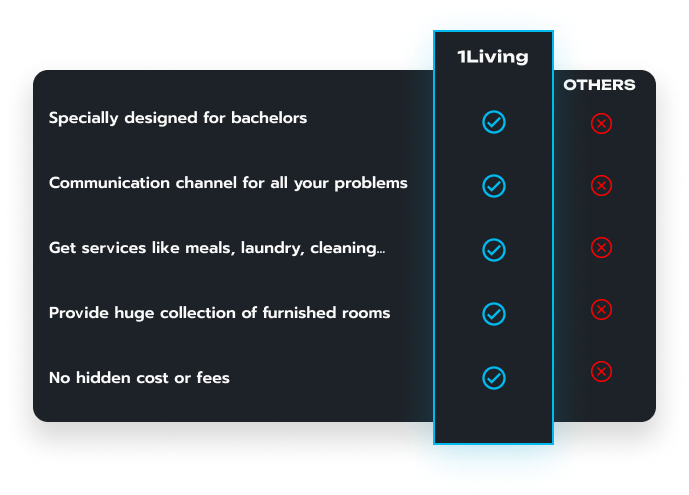 1Living
OTHERS
Specially designed for bachelors
Communication channel for all your problems
Get services like meals, laundry, cleaning...
Provide huge collection of furnished rooms
No hidden cost or fees